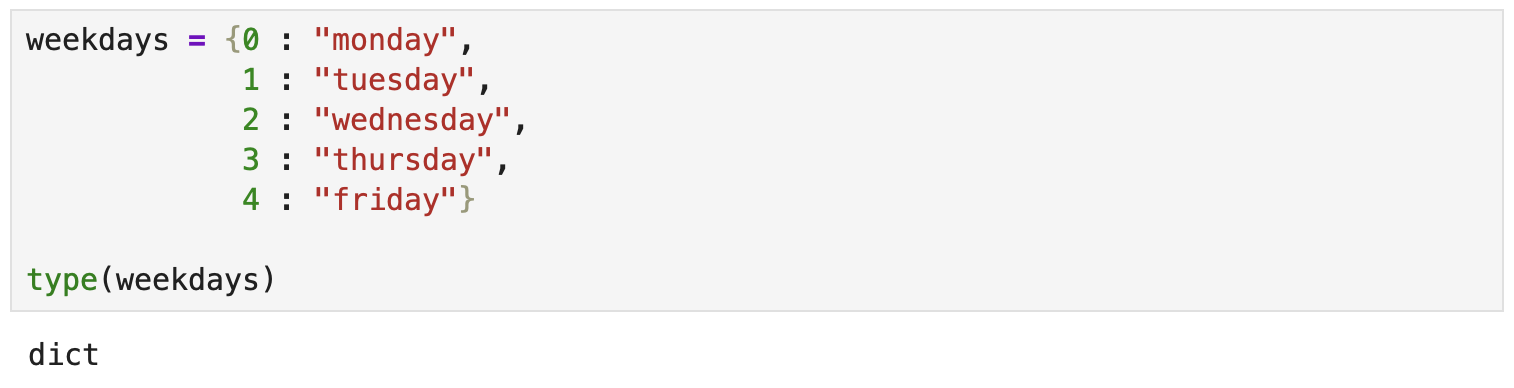 weekdays = {0 : "monday",
            1 : "tuesday",
            2 : "wednesday",
            3 : "thursday",
            4 : "friday"}
type(weekdays)
dict